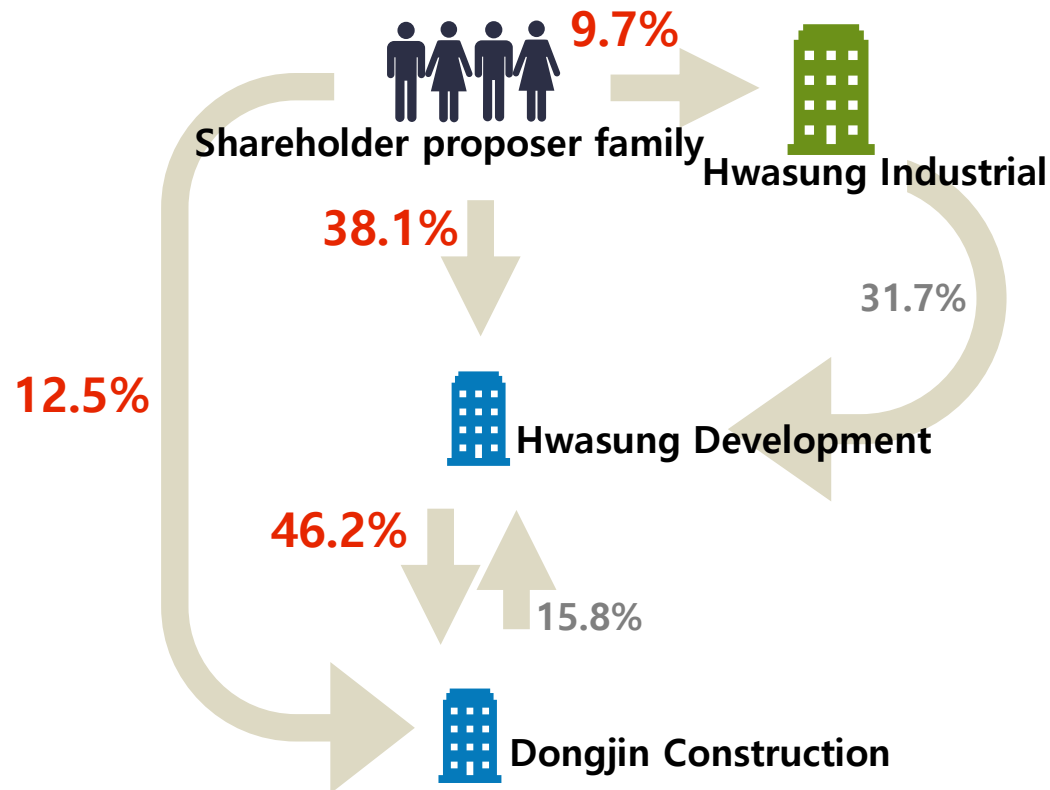 9.7%
Shareholder proposer family
Hwasung Industrial
38.1%
31.7%
12.5%
Hwasung Development
46.2%
15.8%
Dongjin Construction